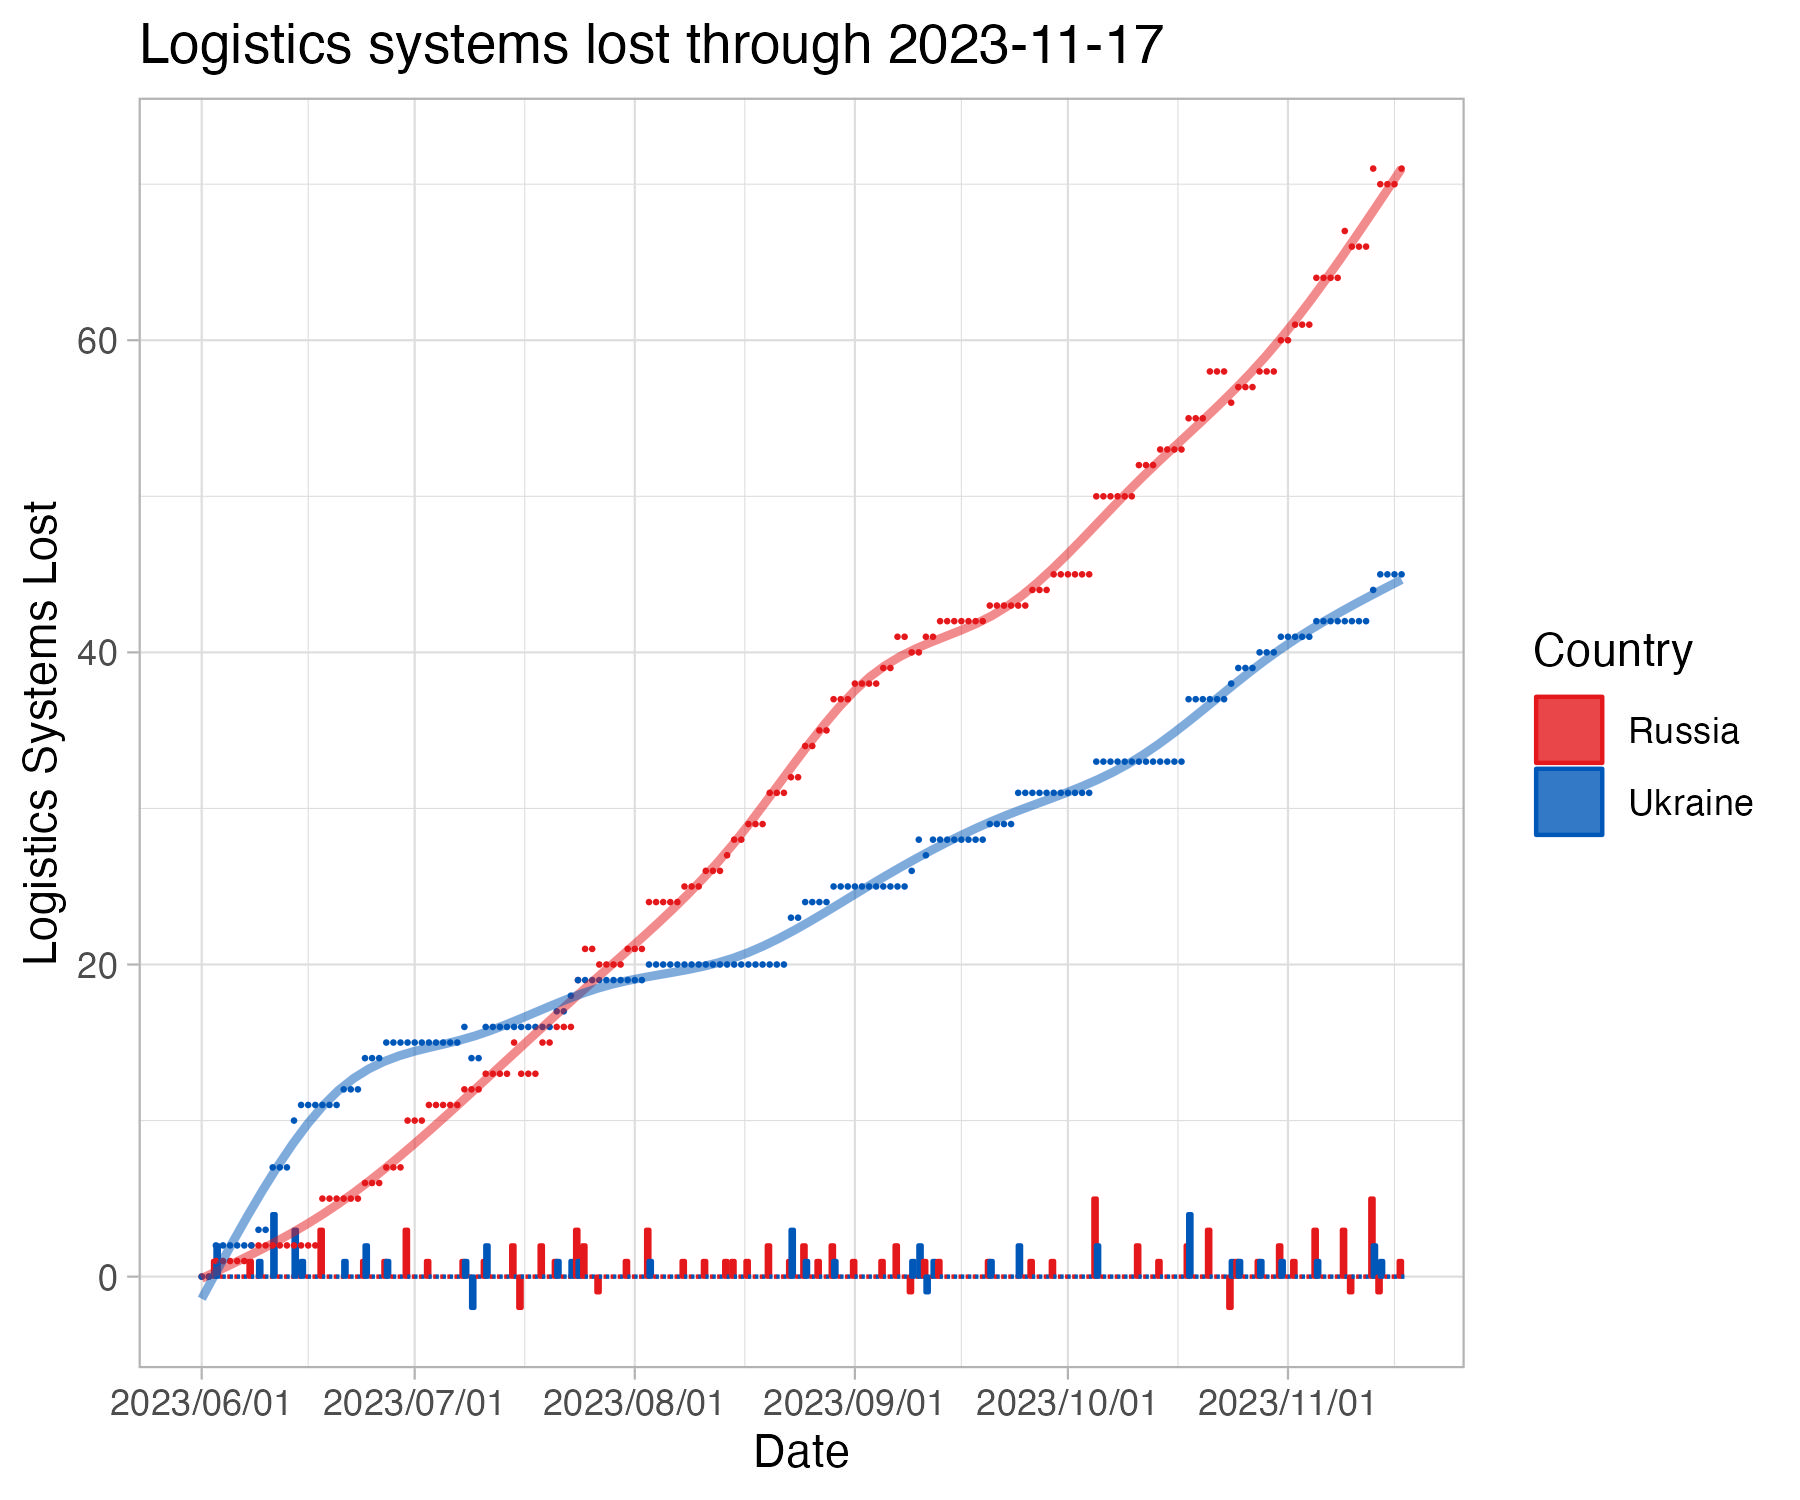 Logistics systems lost through 2023-11-17
Logistics Systems Lost
60
40
20
0
2023/06/01 2023/07/01 2023/08/01 2023/09/01 2023/10/01 2023/11/01
Date
Country
Russia
Ukraine